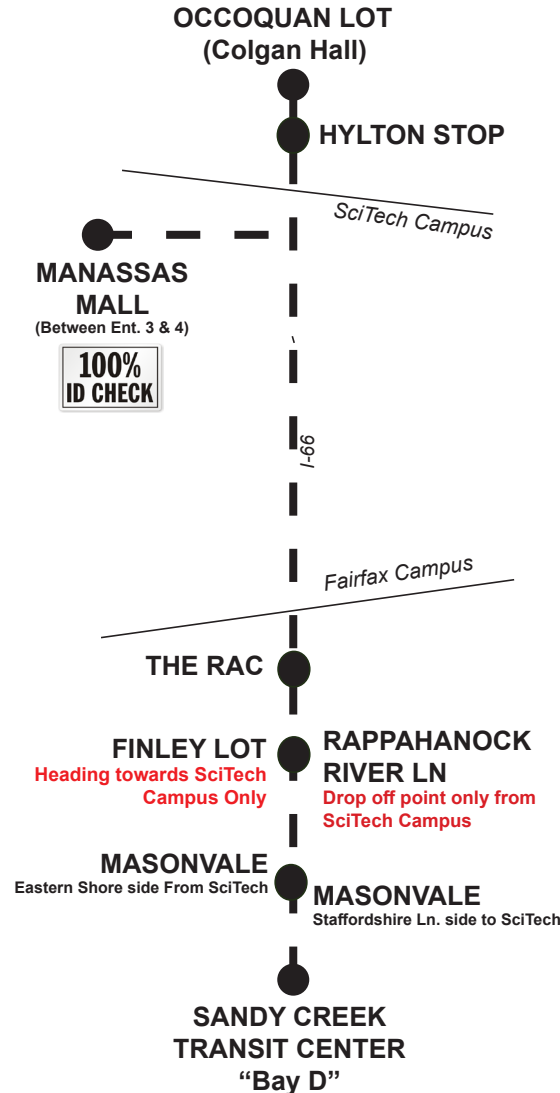 OCCOQUAN LOT
(Colgan Hall)
HYLTON STOP
SciTech Campus
MANASSAS
MALL
(Between Ent. 3 & 4)
100%
ID CHECK
I-66
Fairfax Campus
THE RAC
FINLEY LOT
Heading towards SciTech
Campus Only
RAPPAHANOCK
RIVER LN
Drop off point only from
SciTech Campus
MASONVALE
Eastern Shore side From SciTech
MASONVALE
Staffordshire Ln. side to SciTech
SANDY CREEK
TRANSIT CENTER
“Bay D”